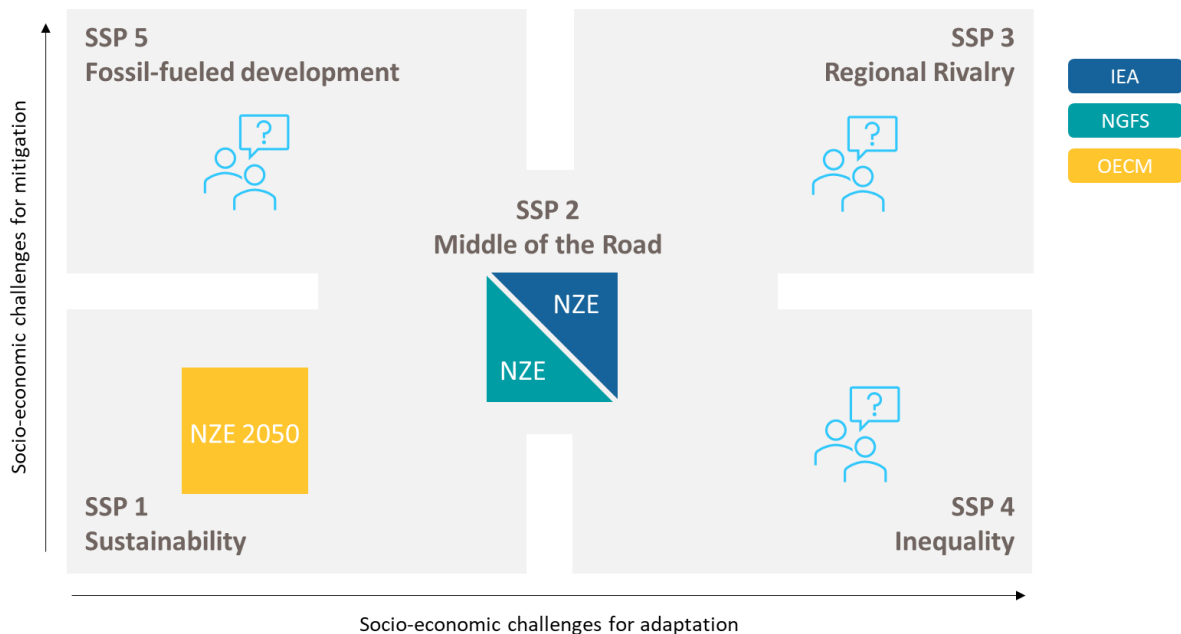 SSP 5
Fossil-fueled development
?
SSP 3
Regional Rivalry
?
IEA
NGFS
OECM
Socio-economic challenges for mitigation
SSP 2
Middle of the Road
NZE
NZE
NZE 2050
SSP 1
Sustainability
?
SSP 4
Inequality
Socio-economic challenges for adaptation